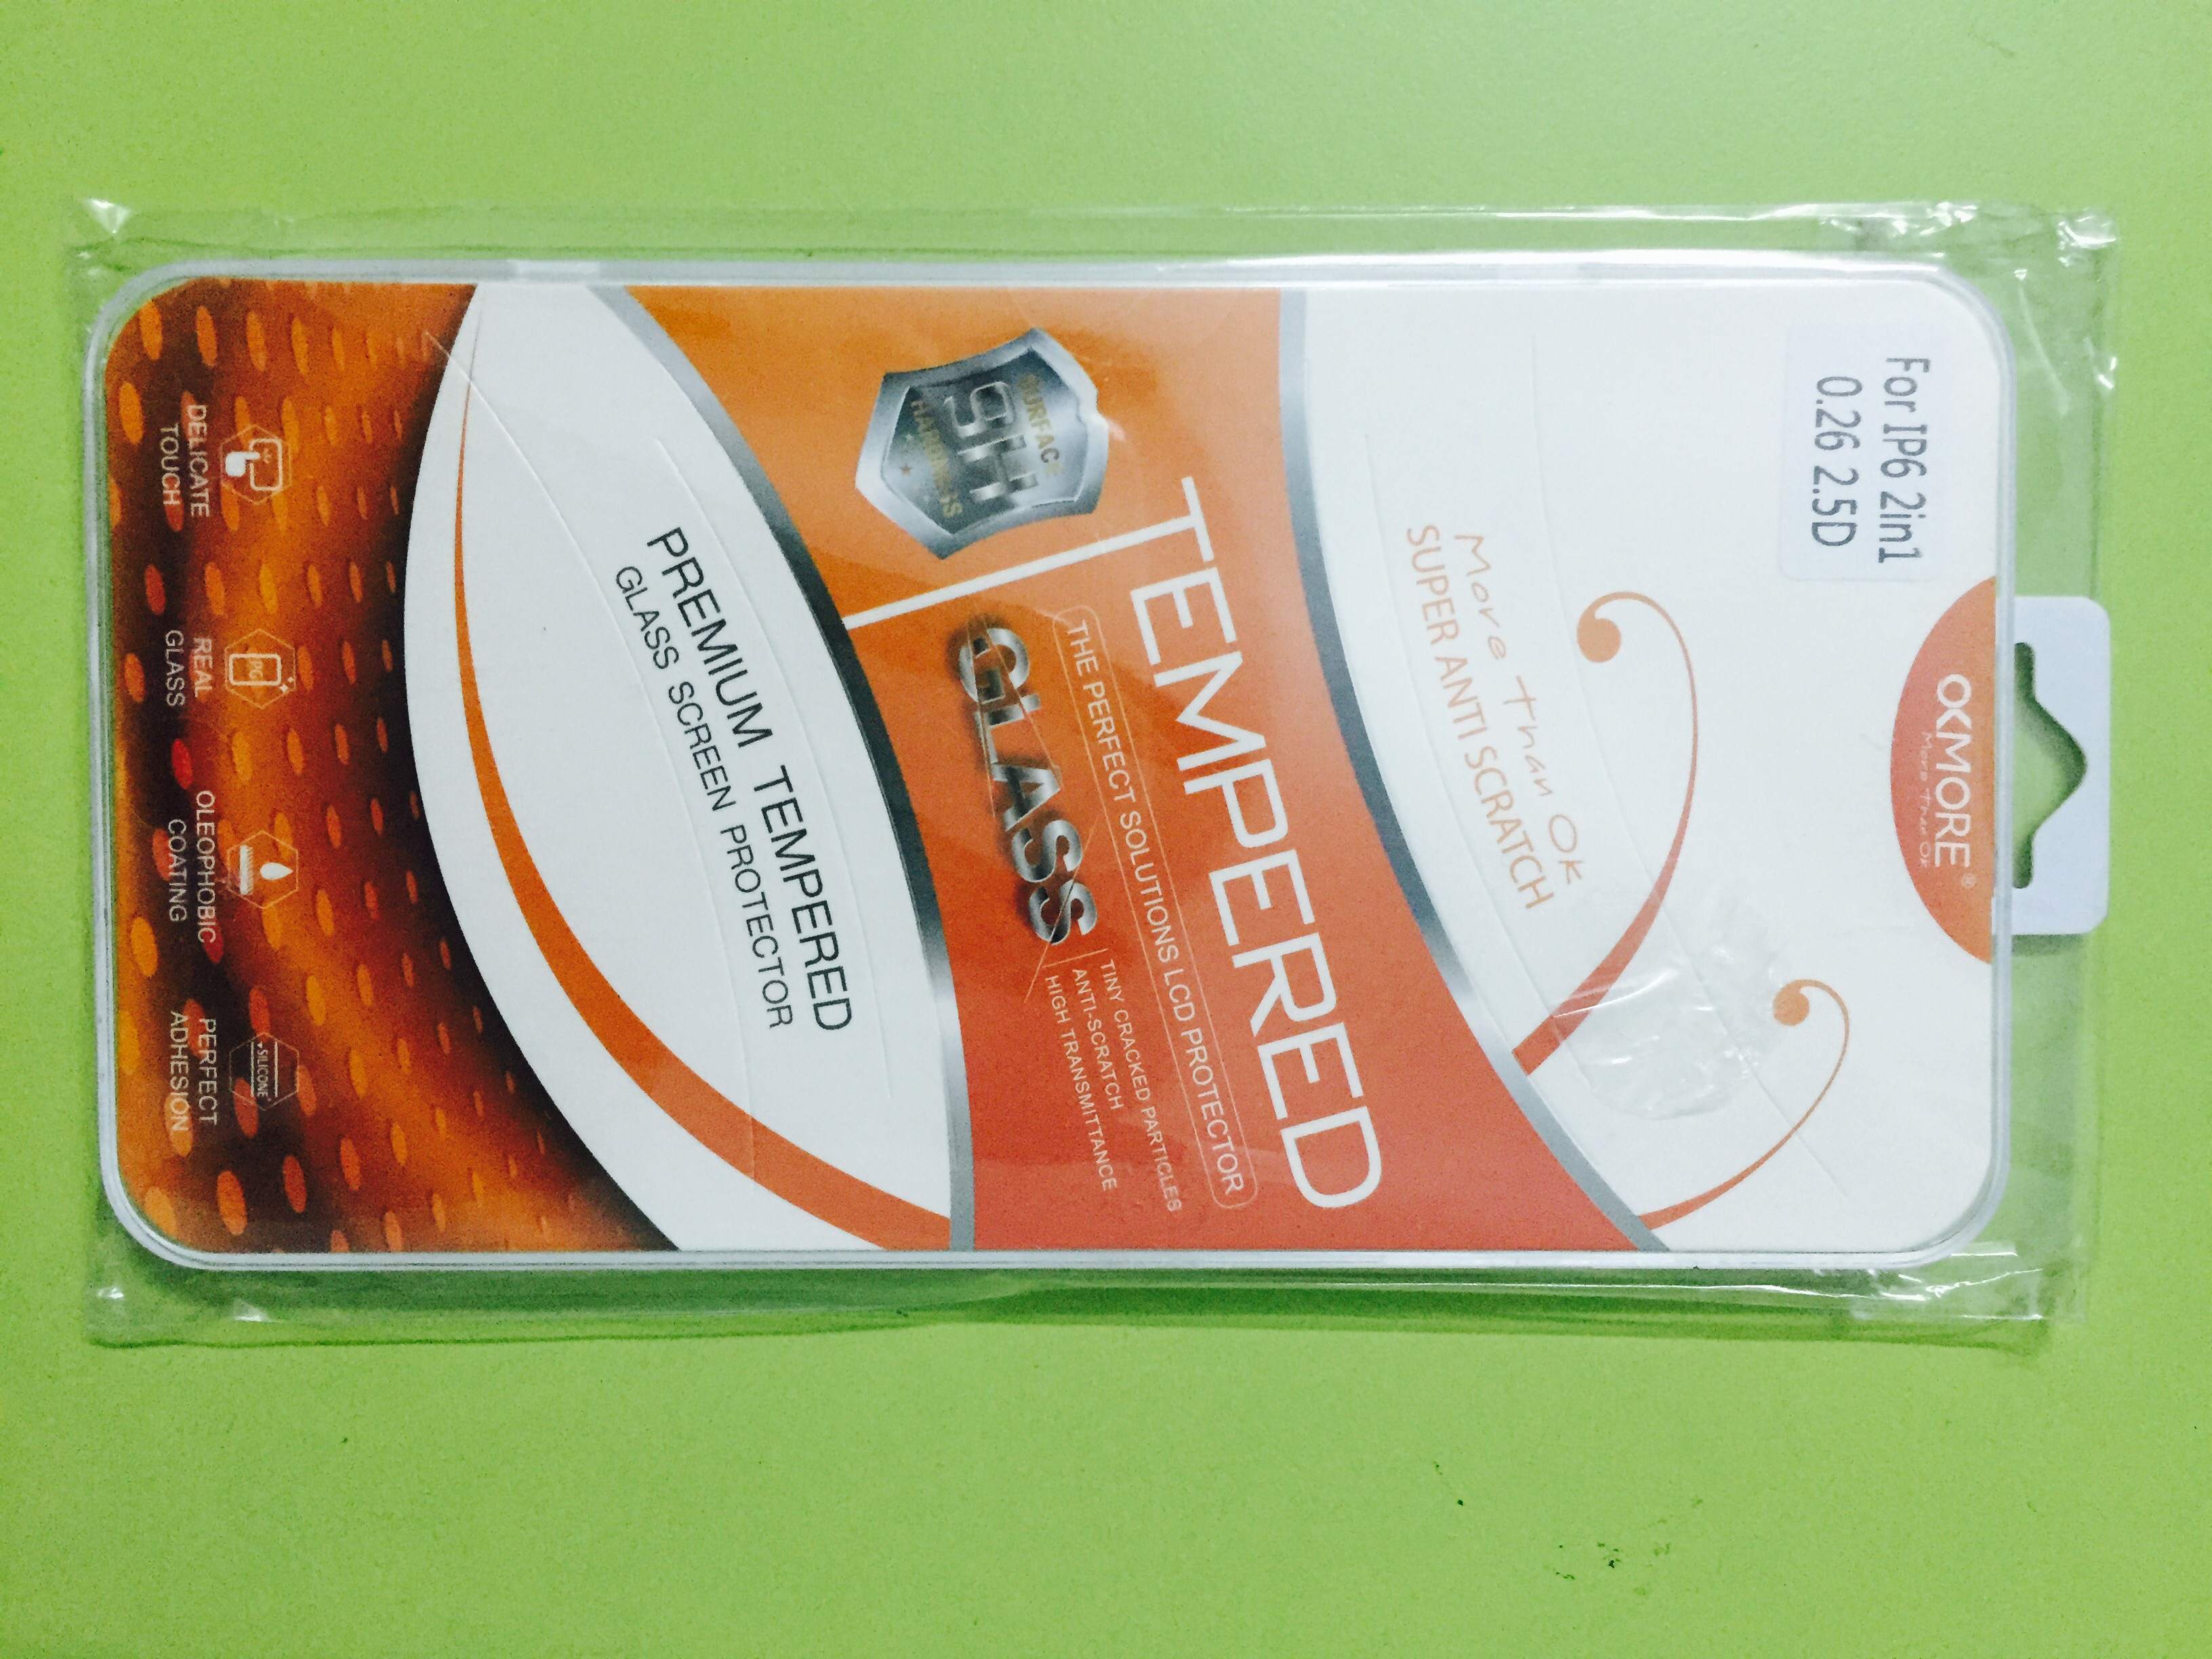 OKMORE®
More Than Ok
For IP6 2in1
0.26 2.5D
More Than Ok
SUPER ANTI SCRATCH
TEMPERED
THE PERFECT SOLUTIONS LCD PROTECTOR
GLASS
TINY CRACKED PARTICLES
ANTI-SCRATCH
HIGH TRANSMITTANCE
SURFACE
9H
HARDNESS
PREMIUM TEMPERED
GLASS SCREEN PROTECTOR
DELICATE
TOUCH
REAL
GLASS
OLEOPHOBIC
COATING
SILICONE
PERFECT
ADHESION